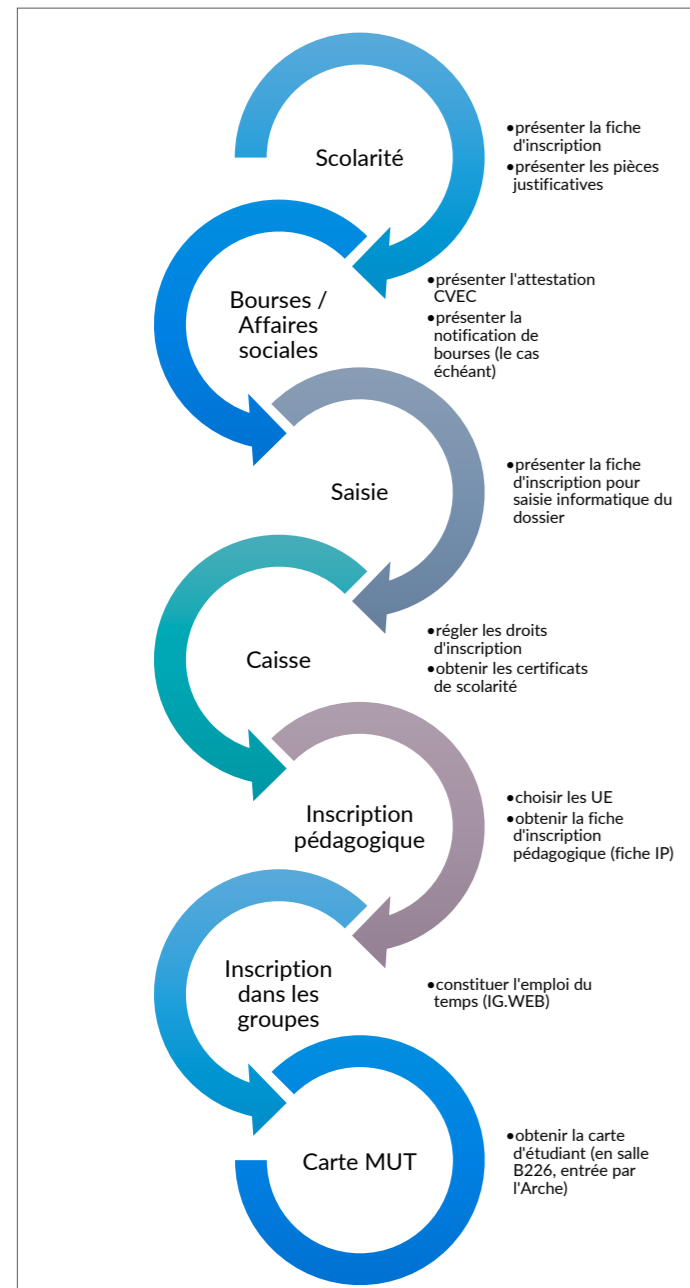 Scolarité
•présenter la fiche
d'inscription
•présenter les pièces
justificatives
Bourses /
Affaires
sociales
•présenter l'attestation
CVEC
•présenter la
notification de
bourses (le cas
échéant)
Saisie
•présenter la fiche
d'inscription pour
saisie informatique du
dossier
Caisse
•régler les droits
d'inscription
•obtenir les certificats
de scolarité
Inscription
pédagogique
•choisir les UE
•obtenir la fiche
d'inscription
pédagogique (fiche IP)
Inscription
dans les
groupes
•constituer l'emploi du
temps (IG.WEB)
Carte MUT
•obtenir la carte
d'étudiant (en salle
B226, entrée par
l'Arche)